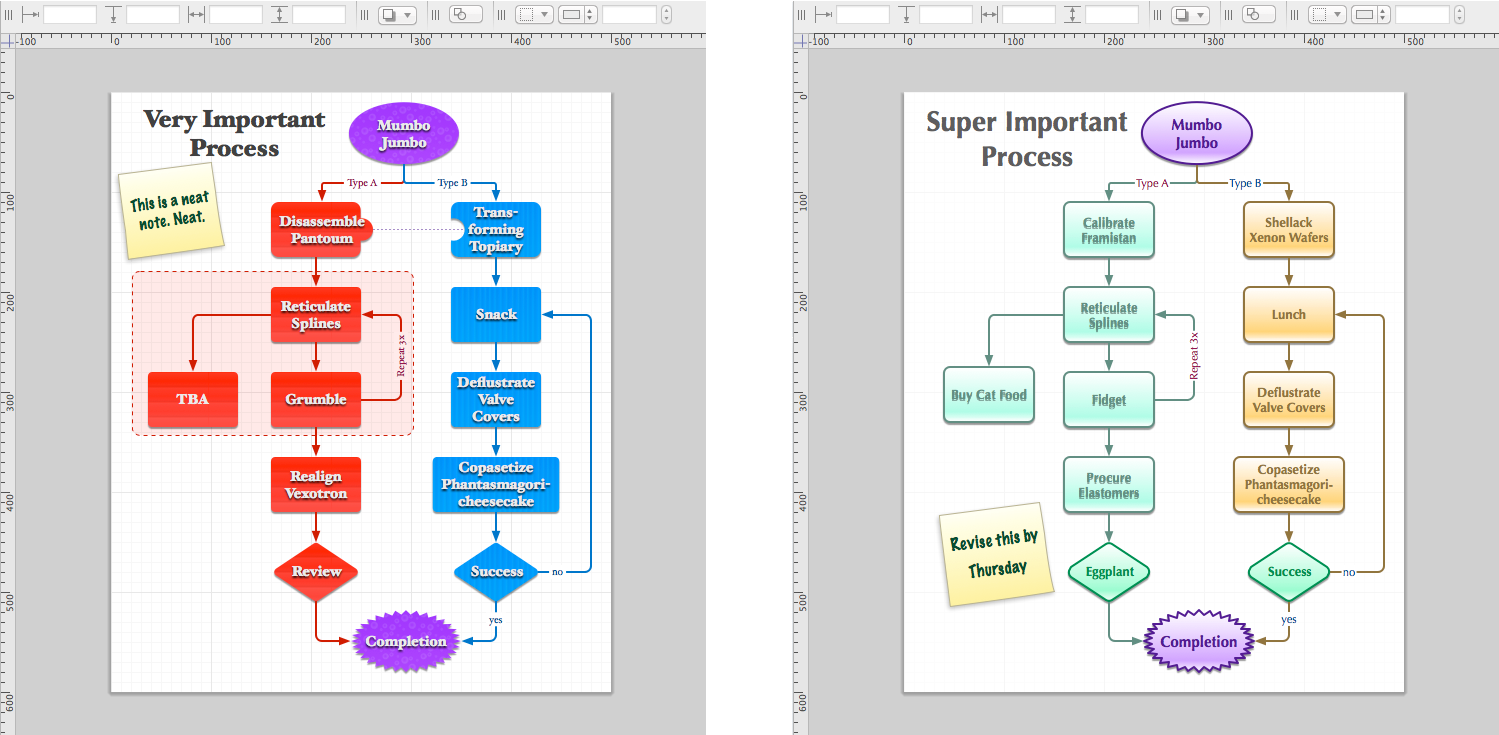 -100
0
100
200
300
400
500
0
100
200
300
400
500
600
Very Important
Process
Mumbo
Jumbo
This is a neat
note. Neat.
Type A
Type B
Disassemble
Pantoum
Trans-
forming
Topiary
Reticulate
Splines
Snack
Repeat 3x
TBA
Grumble
Deflustrate
Valve
Covers
Realign
Vexotron
Copasetize
Phantasmagori-
cheesecake
Review
Success
no
yes
Completion
-100
0
100
200
300
400
500
0
100
200
300
400
500
600
Super Important
Process
Mumbo
Jumbo
Type A
Type B
Calibrate
Framistan
Shellack
Xenon Wafers
Reticulate
Splines
Lunch
Repeat 3x
Buy Cat Food
Fidget
Deflustrate
Valve Covers
Procure
Elastomers
Copasetize
Phantasmagori-
cheesecake
Revise this by
Thursday
Eggplant
Success
no
yes
Completion